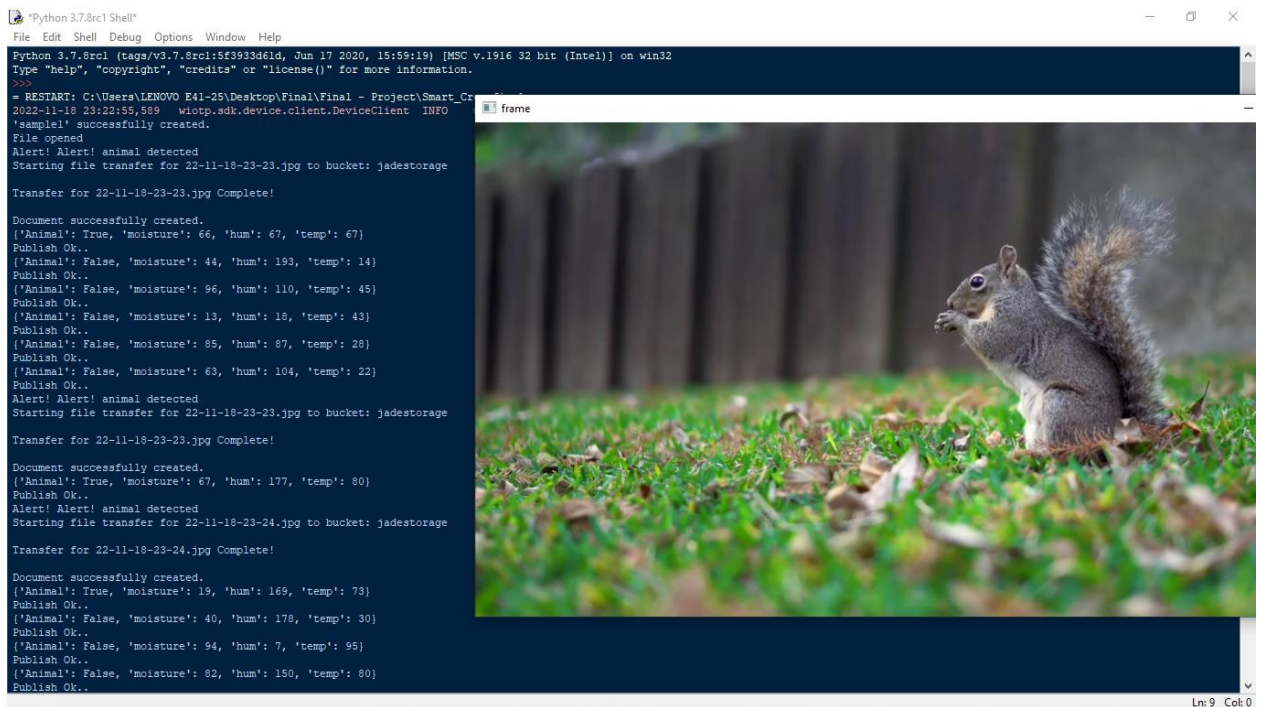 *Python 3.7.8rc1 Shell*
File Edit Shell Debug Options Window Help
Python 3.7.8rc1 (tags/v3.7.8rc1:5f3933d61d, Jun 17 2020, 15:59:19) [MSC v.1916 32 bit (Intel)] on win32
Type "help", "copyright", "credits" or "license()" for more information.
>>>
= RESTART: C:\Users\LENOVO E41-25\Desktop\Final\Final - Project\Smart_Cro
frame
2022-11-18 23:22:55,589 wiotp.sdk.device.client.DeviceClient INFO
'sample1' successfully created.
File opened
Alert! Alert! animal detected
Starting file transfer for 22-11-18-23-23.jpg to bucket: jadestorage
Transfer for 22-11-18-23-23.jpg Complete!
Document successfully created.
{'Animal': True, 'moisture': 66, 'hum': 67, 'temp': 67}
Publish Ok..
{'Animal': False, 'moisture': 44, 'hum': 193, 'temp': 14}
Publish Ok..
{'Animal': False, 'moisture': 96, 'hum': 110, 'temp': 45}
Publish Ok..
{'Animal': False, 'moisture': 13, 'hum': 18, 'temp': 43}
Publish Ok..
{'Animal': False, 'moisture': 85, 'hum': 87, 'temp': 28}
Publish Ok..
{'Animal': False, 'moisture': 63, 'hum': 104, 'temp': 22}
Publish Ok..
Alert! Alert! animal detected
Starting file transfer for 22-11-18-23-23.jpg to bucket: jadestorage
Transfer for 22-11-18-23-23.jpg Complete!
Document successfully created.
{'Animal': True, 'moisture': 67, 'hum': 177, 'temp': 80}
Publish Ok..
Alert! Alert! animal detected
Starting file transfer for 22-11-18-23-24.jpg to bucket: jadestorage
Transfer for 22-11-18-23-24.jpg Complete!
Document successfully created.
{'Animal': True, 'moisture': 19, 'hum': 169, 'temp': 73}
Publish Ok..
{'Animal': False, 'moisture': 40, 'hum': 178, 'temp': 30}
Publish Ok..
{'Animal': False, 'moisture': 94, 'hum': 7, 'temp': 95}
Publish Ok..
{'Animal': False, 'moisture': 82, 'hum': 150, 'temp': 80}
Publish Ok..
Ln: 9 Col: 0